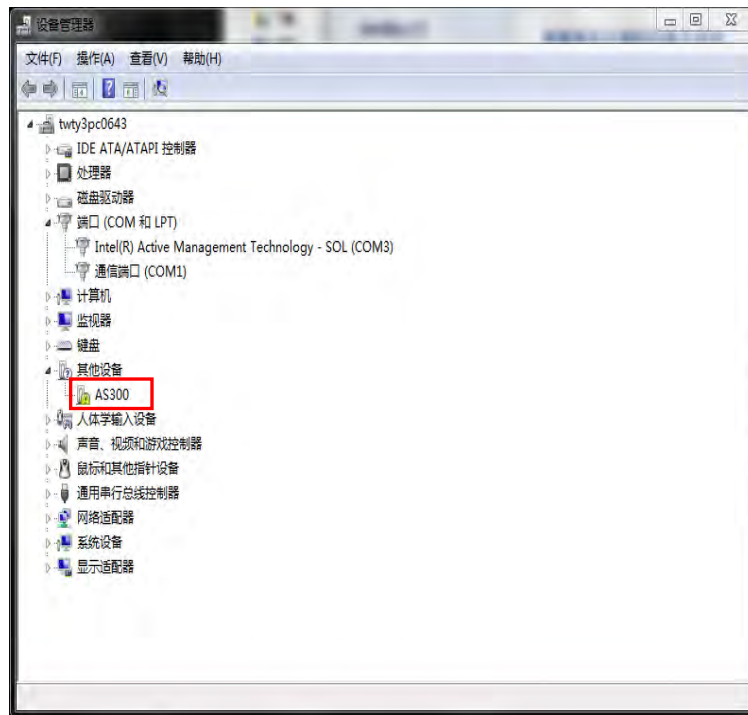 设备管理器
文件(F) 操作(A) 查看(V) 帮助(H)
twty3pc0643
IDE ATA/ATAPI 控制器
处理器
磁盘驱动器
端口 (COM 和 LPT)
Intel(R) Active Management Technology - SOL (COM3)
通信端口 (COM1)
计算机
监视器
键盘
其他设备
AS300
人体学输入设备
声音、视频和游戏控制器
鼠标和其他指针设备
通用串行总线控制器
网络适配器
系统设备
显示适配器